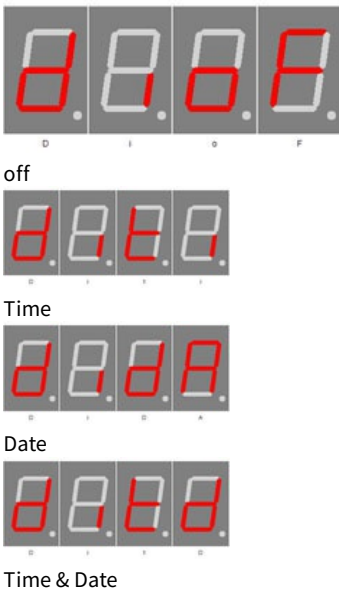 d i o F
D i o F
off
d i t i
D i t i
Time
d i d A
D i D A
Date
d i t d
D i t D
Time & Date